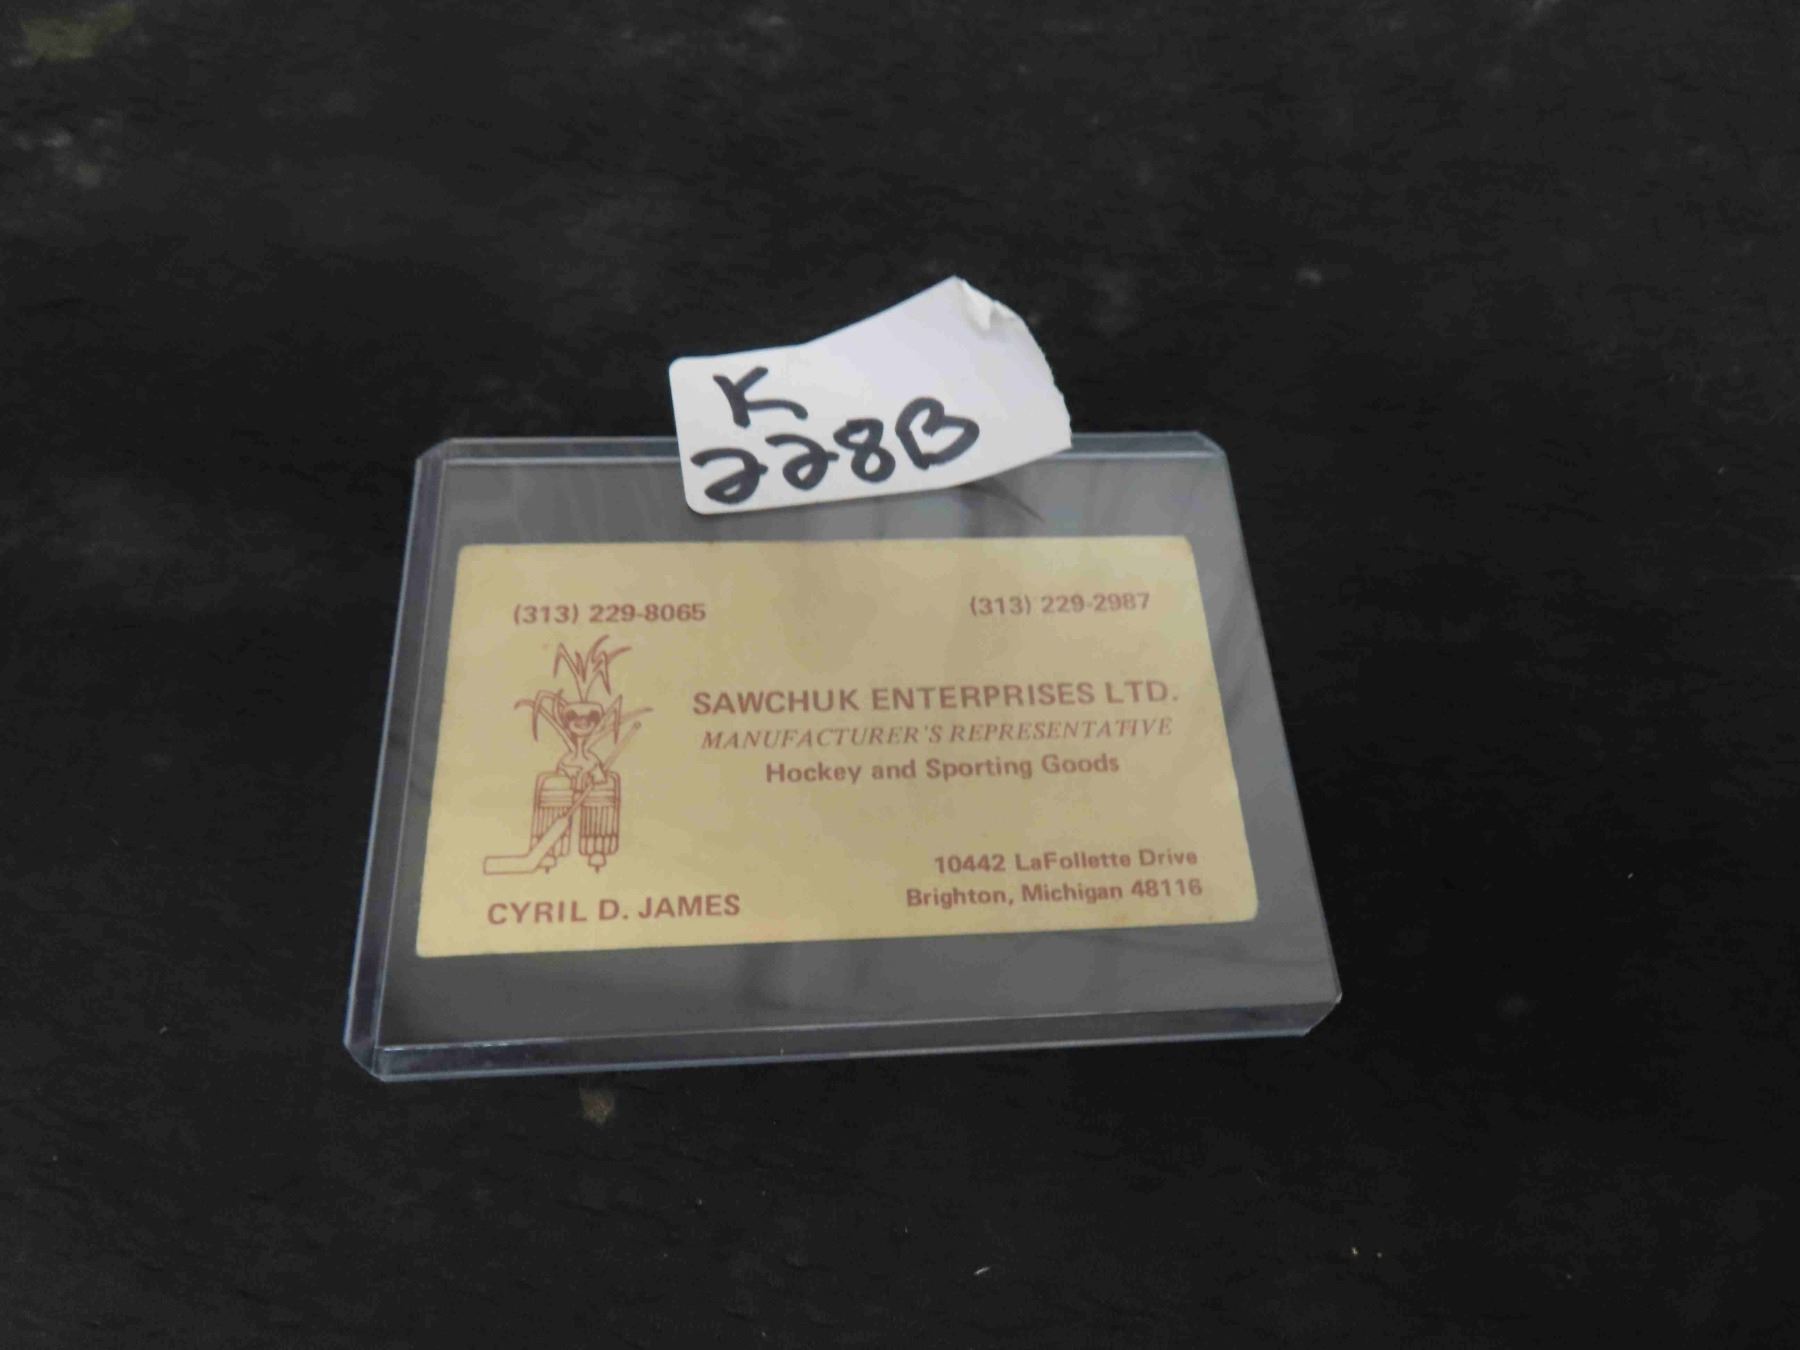 K
228B
(313) 229-8065
(313) 229-2987
SAWCHUK ENTERPRISES LTD.
MANUFACTURER'S REPRESENTATIVE
Hockey and Sporting Goods
10442 LaFollette Drive
Brighton, Michigan 48116
CYRIL D. JAMES